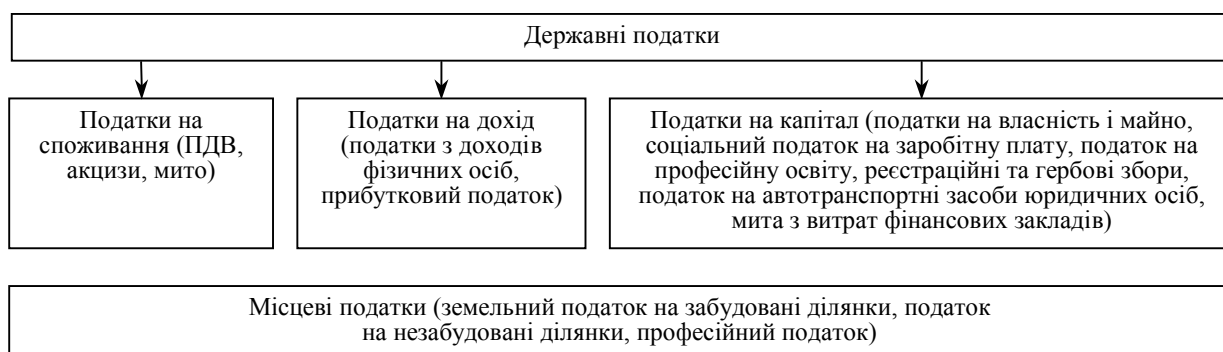 Державні податки
Податки на
споживання (ПДВ,
акцизи, мито)
Податки на дохід
(податки з доходів
фізичних осіб,
прибутковий податок)
Податки на капітал (податки на власність і майно,
соціальний податок на заробітну плату, податок на
професійну освіту, реєстраційні та гербові збори,
податок на автотранспортні засоби юридичних осіб,
мита з витрат фінансових закладів)
Місцеві податки (земельний податок на забудовані ділянки, податок
на незабудовані ділянки, професійний податок)